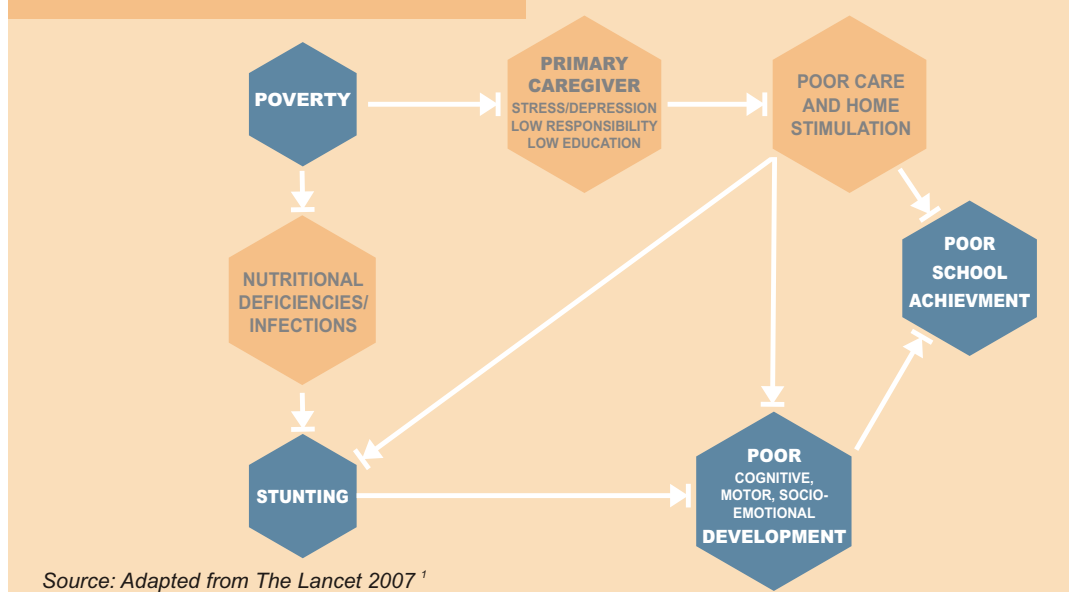 POVERTY
PRIMARY
CAREGIVER
STRESS/DEPRESSION
LOW RESPONSIBILITY
LOW EDUCATION
POOR CARE
AND HOME
STIMULATION
NUTRITIONAL
DEFICIENCIES/
INFECTIONS
POOR
SCHOOL
ACHIEVMENT
STUNTING
POOR
COGNITIVE,
MOTOR, SOCIO-
EMOTIONAL
DEVELOPMENT
Source: Adapted from The Lancet 2007 ¹